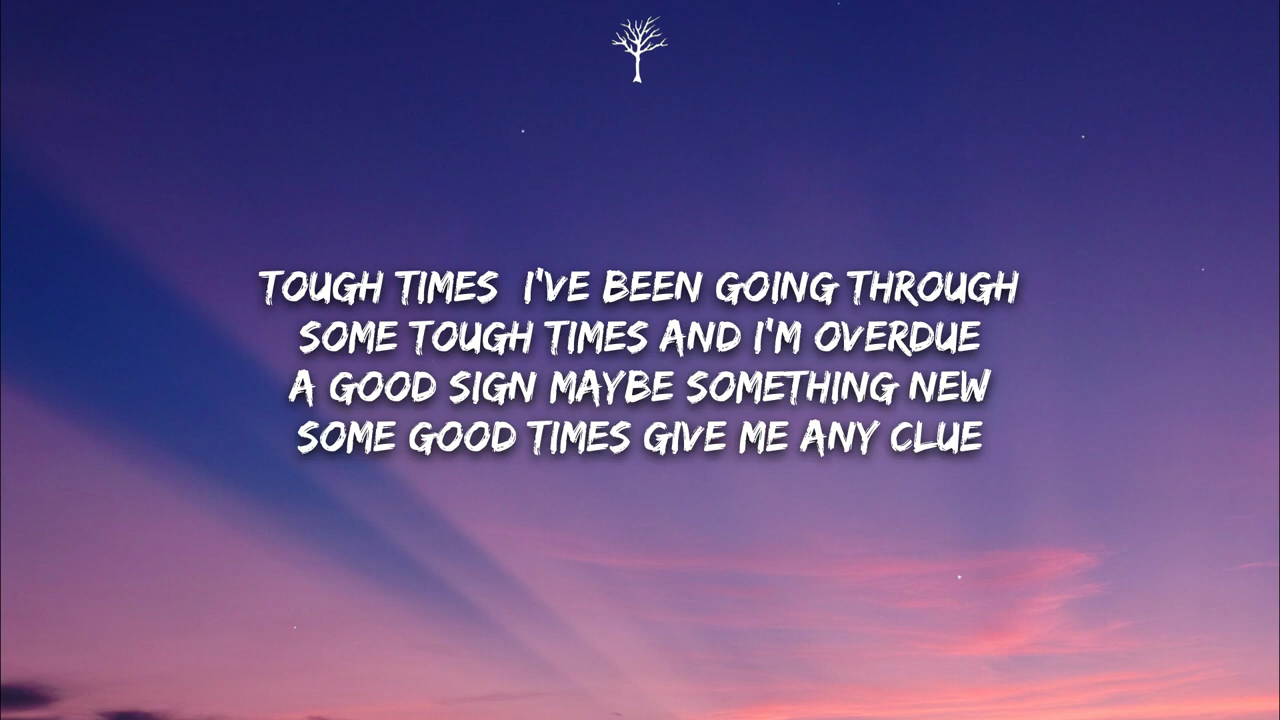 TOUGH TIMES I'VE BEEN GOING THROUGH
SOME TOUGH TIMES AND I'M OVERDUE
A GOOD SIGN MAYBE SOMETHING NEW
SOME GOOD TIMES GIVE ME ANY CLUE